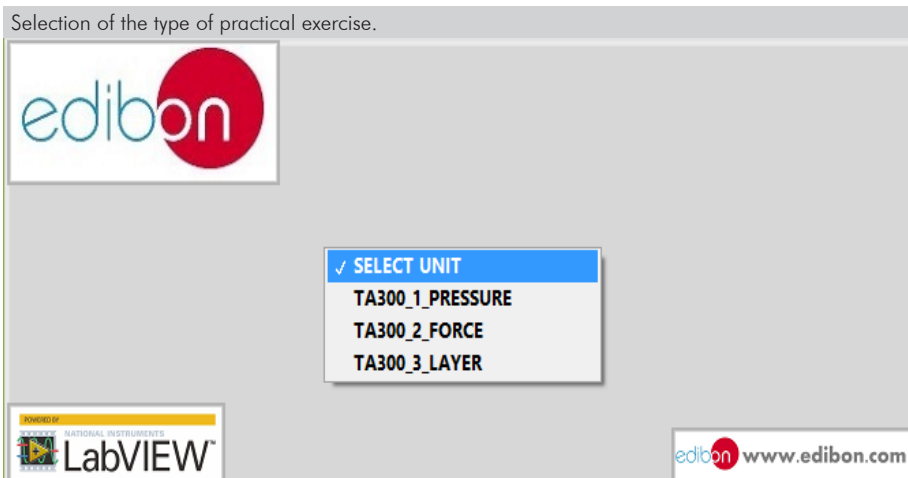 Selection of the type of practical exercise.
edibon
✓ SELECT UNIT
TA300_1_PRESSURE
TA300_2_FORCE
TA300_3_LAYER
POWERED BY
NATIONAL INSTRUMENTS
LabVIEW™
edibon www.edibon.com